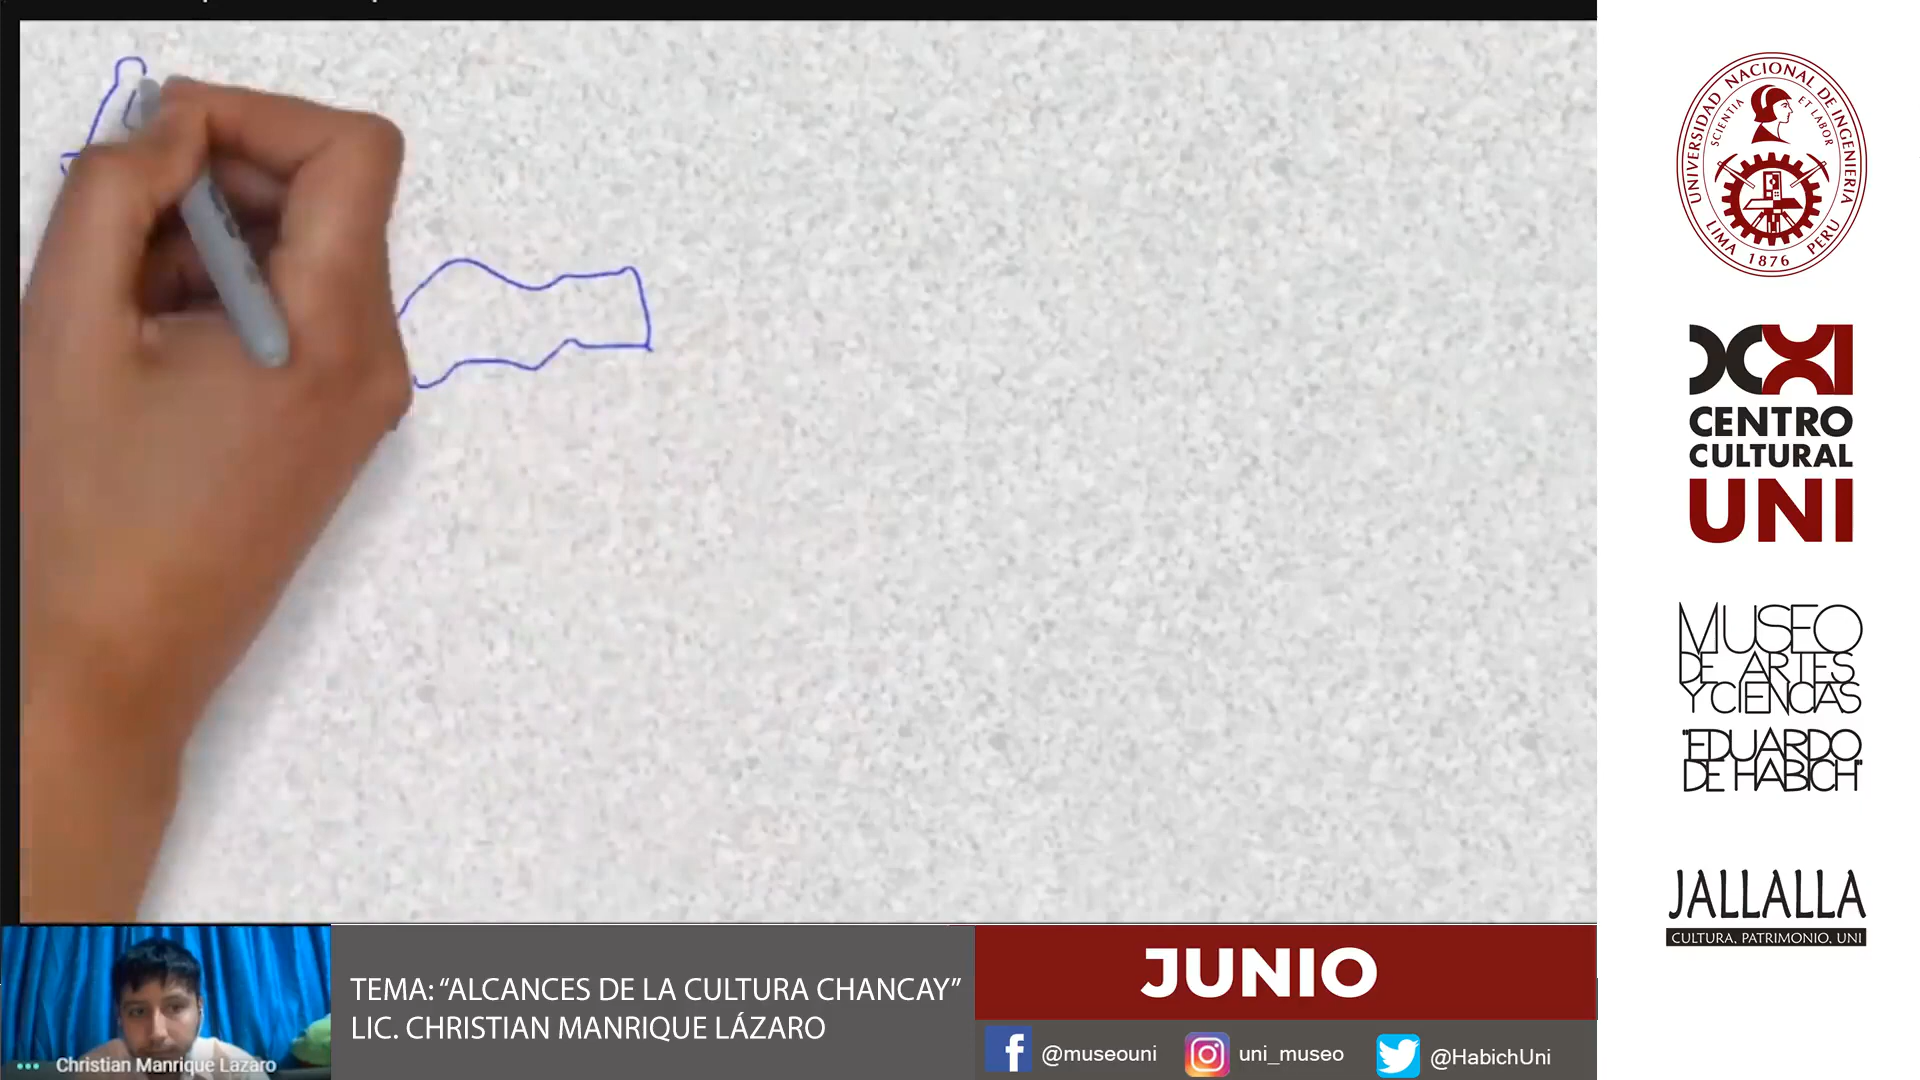 UNIVERSIDAD NACIONAL DE INGENIERIA
SCIENTIA ET LABOR
LIMA 1876 PERU
XXI
CENTRO
CULTURAL
UNI
MUSEO
DE ARTES
Y CIENCIAS
"EDUARDO
DE HABICH"
JALLALLA
CULTURA, PATRIMONIO, UNI
Christian Manrique Lazaro
TEMA: “ALCANCES DE LA CULTURA CHANCAY”
LIC. CHRISTIAN MANRIQUE LÁZARO
JUNIO
@museouni
uni_museo
@HabichUni